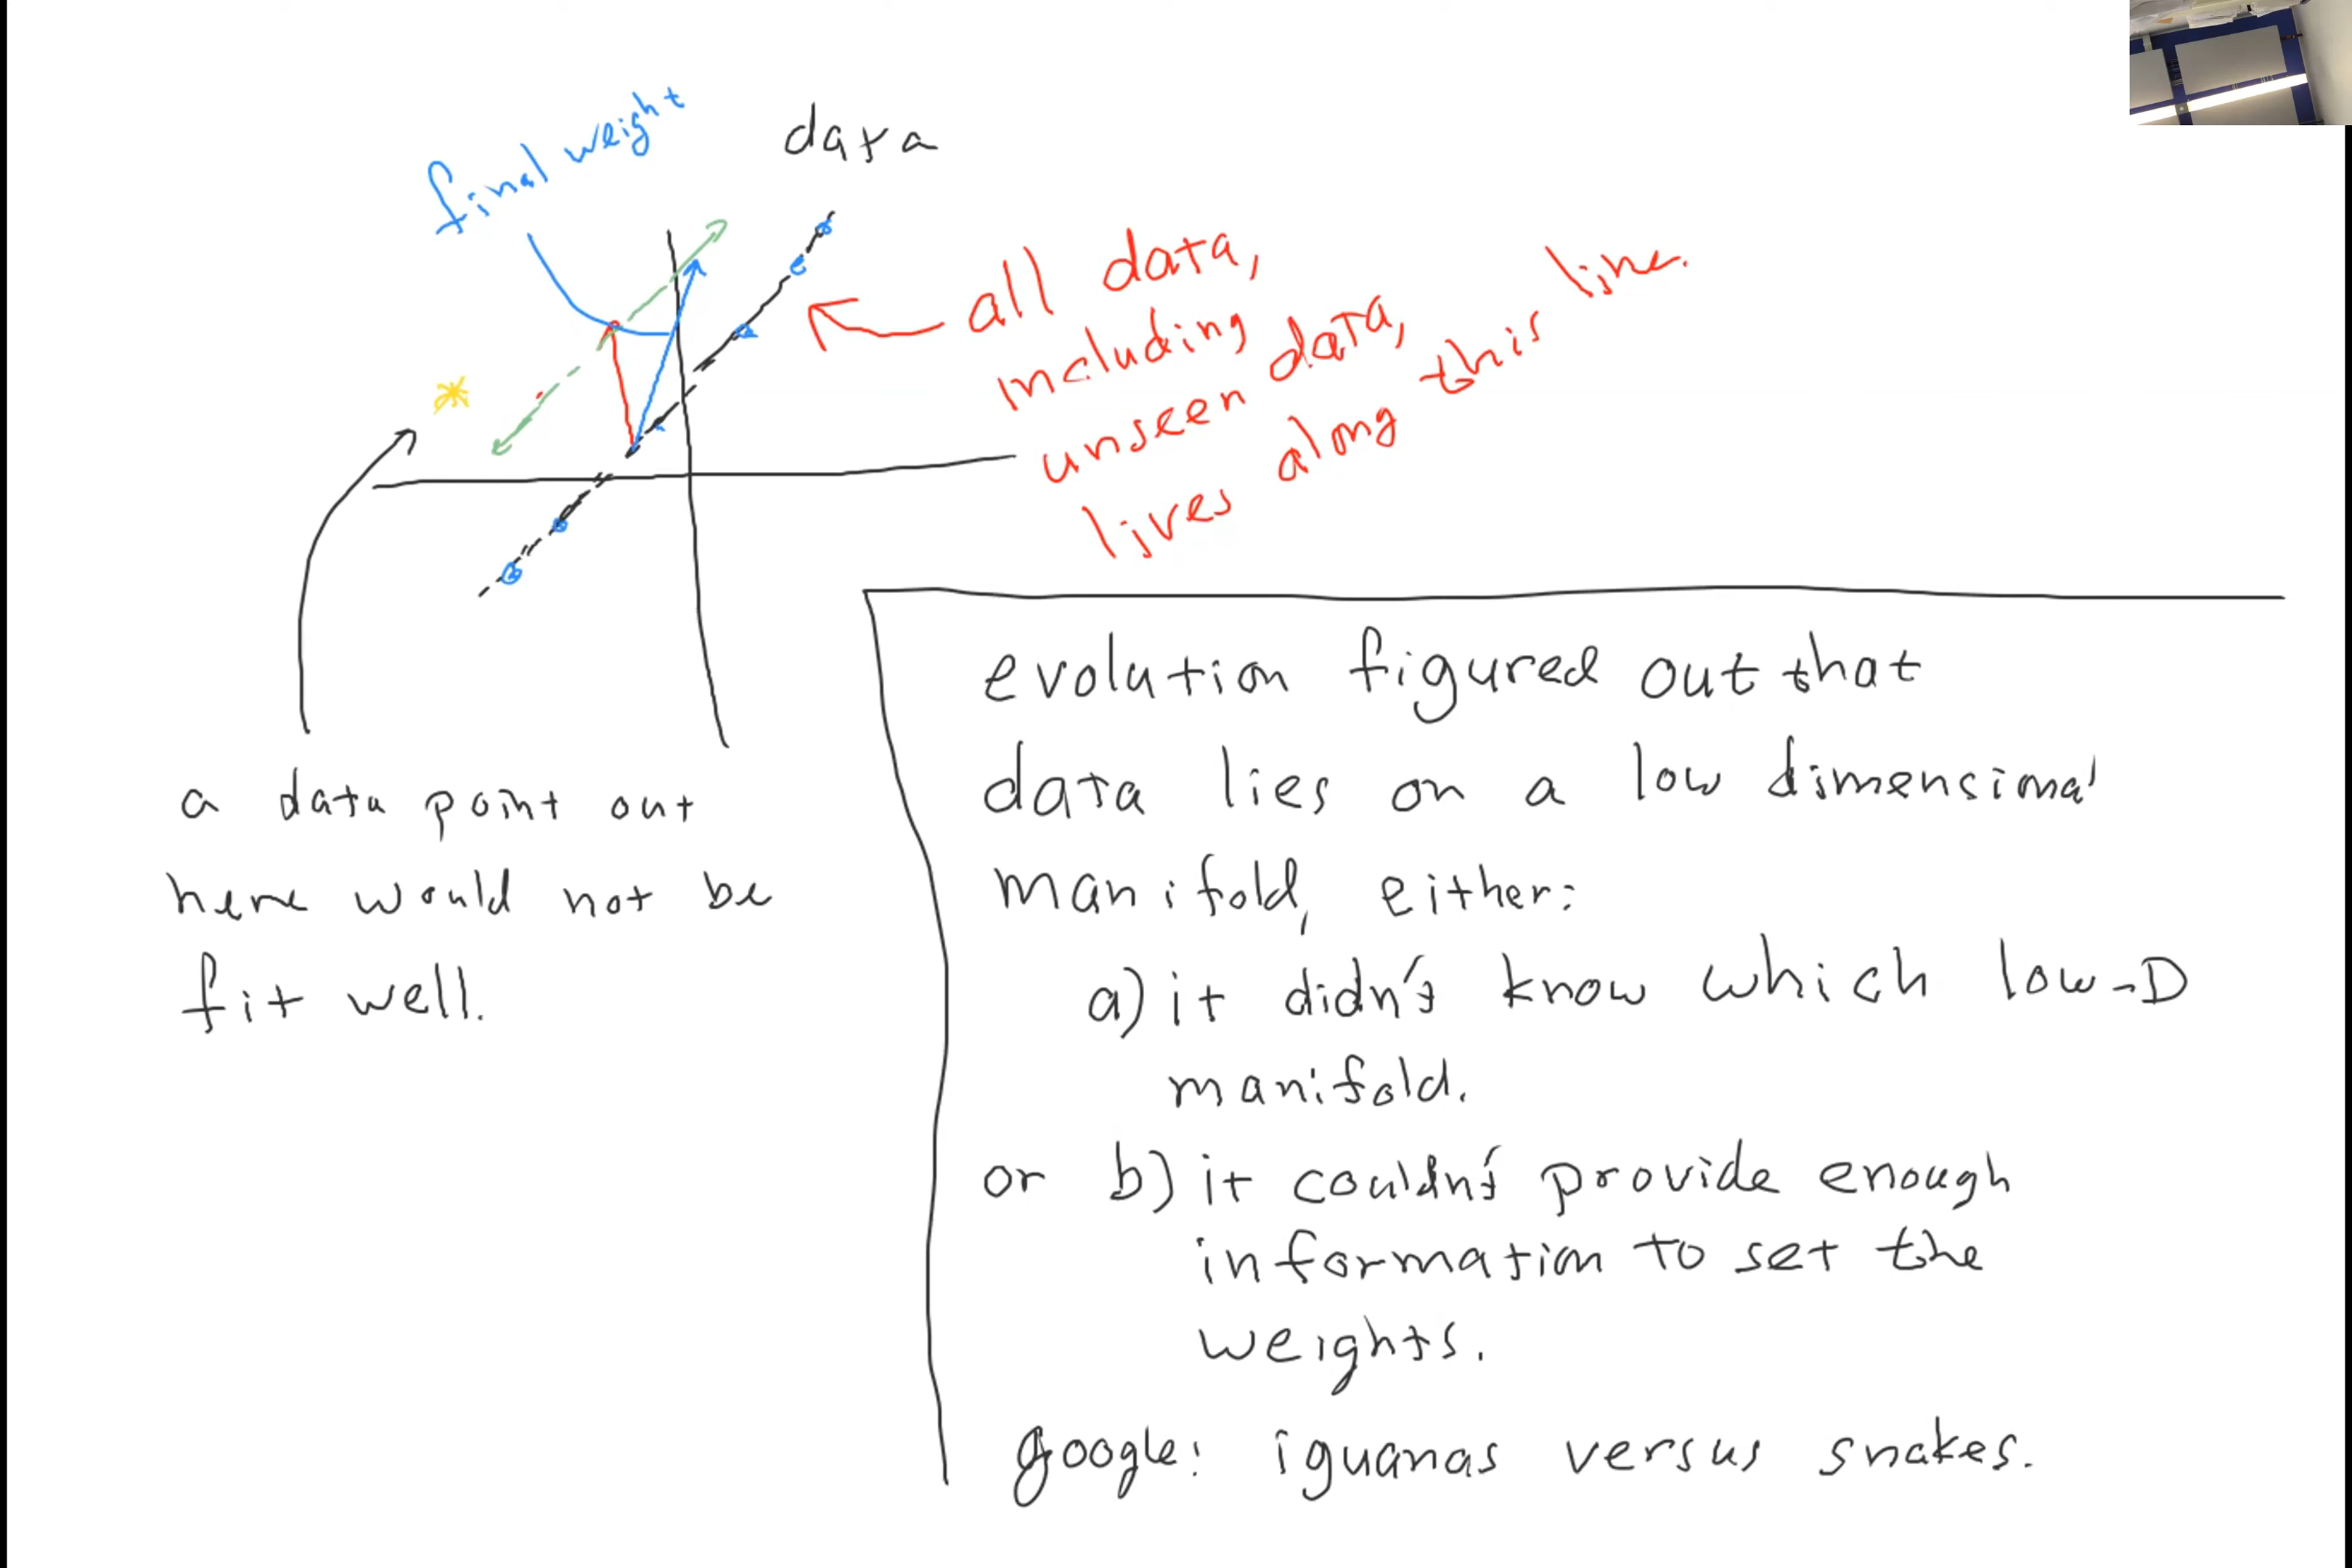 final weight
data
all data,
including
unseen data,
lives along this line.
a data point out
here would not be
fit well.
evolution figured out that
data lies on a low dimensional
manifold, either:
a) it didn't know which low-D
manifold.
or b) it couldn't provide enough
information to set the
weights.
google: iguanas versus snakes.